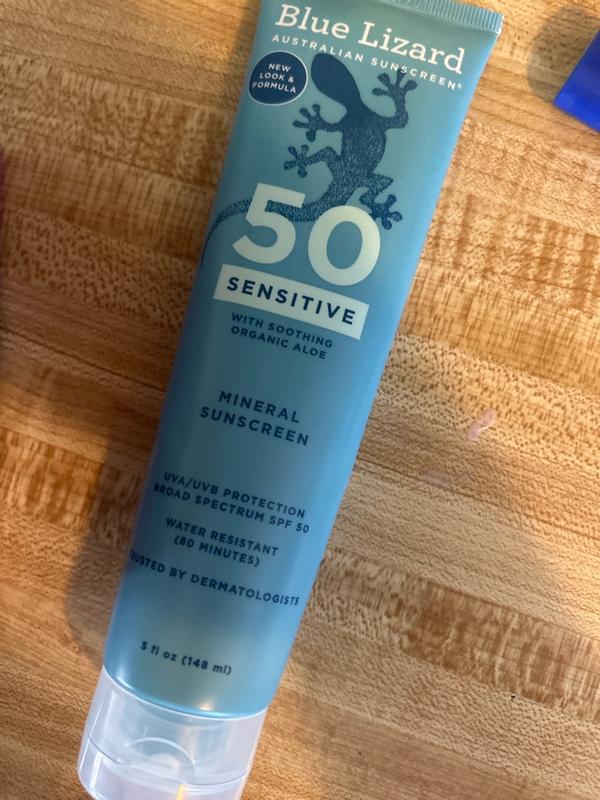 Blue Lizard
AUSTRALIAN SUNSCREEN®
NEW
LOOK &
FORMULA
50
SENSITIVE
WITH SOOTHING
ORGANIC ALOE
MINERAL
SUNSCREEN
UVA/UVB PROTECTION
BROAD SPECTRUM SPF 50
WATER RESISTANT
(80 MINUTES)
TRUSTED BY DERMATOLOGISTS
5 fl oz (148 ml)